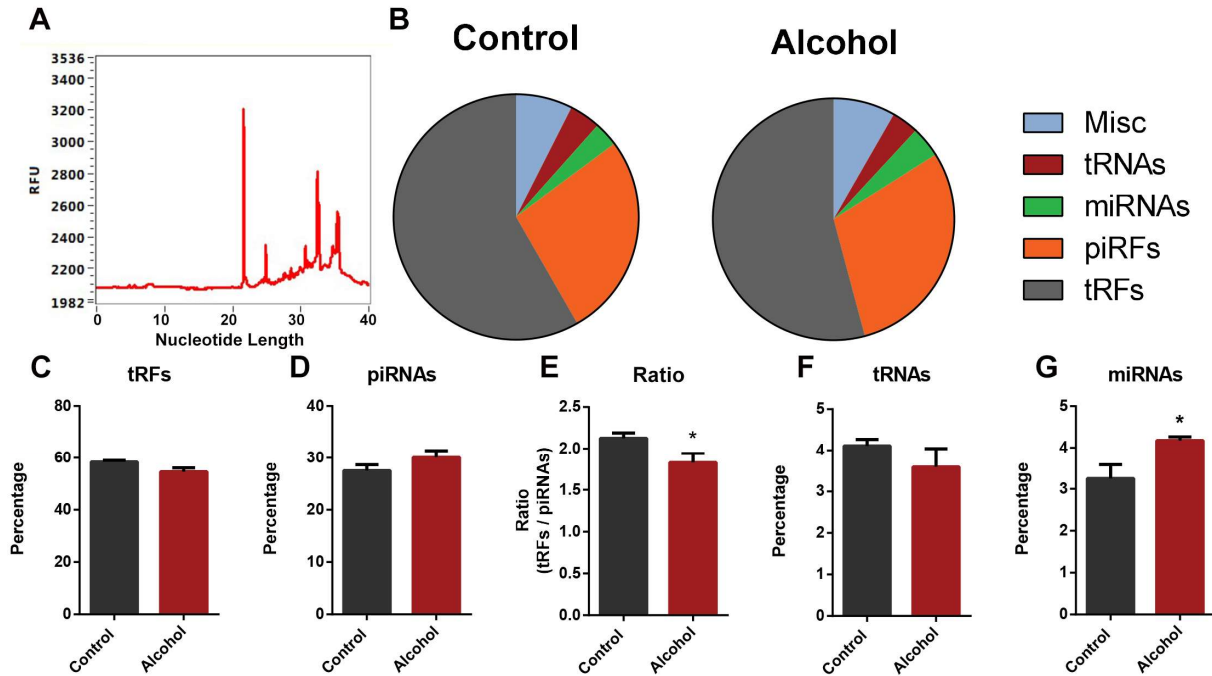 A
3536
3400
3200
3000
2800
2600
2400
2200
1982
RFU
0 10 20 30 40
Nucleotide Length
B
Control
Alcohol
Misc
tRNAs
miRNAs
piRFs
tRFs
C
tRFs
80
60
40
20
0
Percentage
Control
Alcohol
D
piRNAs
40
30
20
10
0
Percentage
Control
Alcohol
E
Ratio
2.5
2.0
1.5
1.0
0.5
0.0
Ratio
(tRFs / piRNAs)
*
Control
Alcohol
F
tRNAs
5
4
3
2
1
0
Percentage
Control
Alcohol
G
miRNAs
5
4
3
2
1
0
Percentage
*
Control
Alcohol